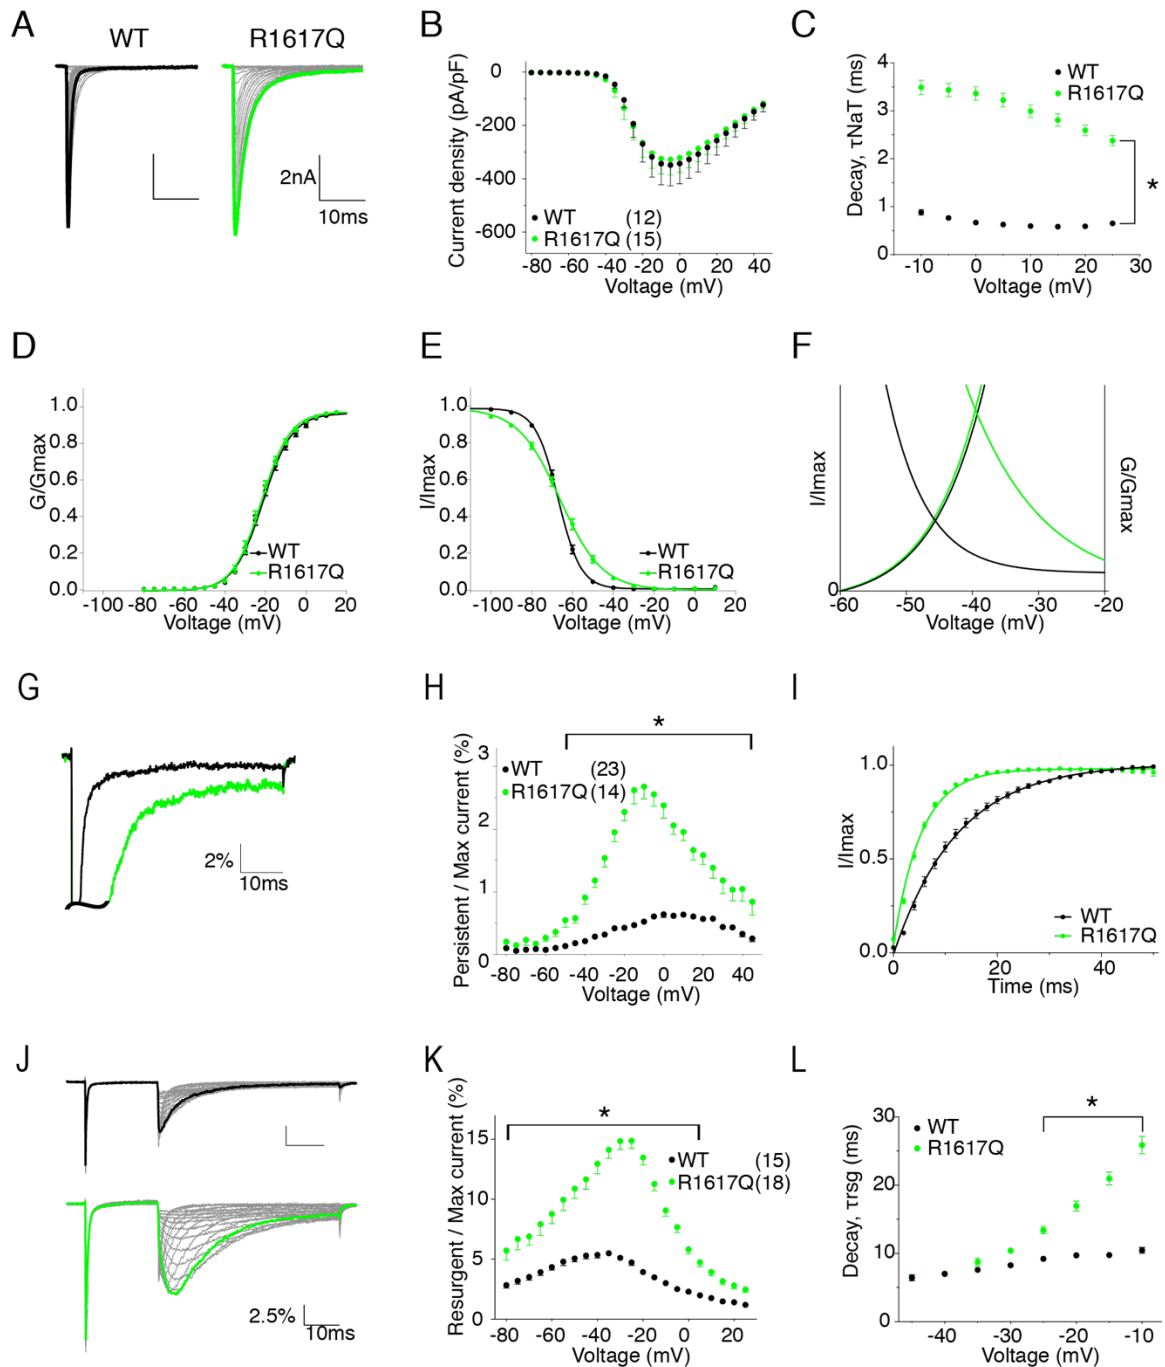 A
WT
R1617Q
2nA
10ms
B
Current density (pA/pF)
0
-200
-400
-600
WT (12)
R1617Q (15)
-80 -60 -40 -20 0 20 40
Voltage (mV)
C
Decay, τNaT (ms)
4
3
2
1
0
WT
R1617Q
*
-10 0 10 20 30
Voltage (mV)
D
G/Gmax
1.0
0.8
0.6
0.4
0.2
0.0
WT
R1617Q
-100 -80 -60 -40 -20 0 20
Voltage (mV)
E
I/Imax
1.0
0.8
0.6
0.4
0.2
0.0
WT
R1617Q
-100 -80 -60 -40 -20 0 20
Voltage (mV)
F
I/Imax
G/Gmax
-60 -50 -40 -30 -20
Voltage (mV)
G
2%
10ms
H
Persistent / Max current (%)
3
2
1
0
*
WT (23)
R1617Q (14)
-80 -60 -40 -20 0 20 40
Voltage (mV)
I
I/Imax
1.0
0.5
0.0
WT
R1617Q
0 20 40
Time (ms)
J
2.5%
10ms
K
Resurgent / Max current (%)
15
10
5
0
*
WT (15)
R1617Q (18)
-80 -60 -40 -20 0 20
Voltage (mV)
L
Decay, τrsg (ms)
30
20
10
0
WT
R1617Q
*
-40 -30 -20 -10
Voltage (mV)